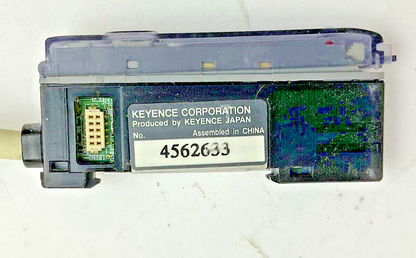 KEYENCE CORPORATION
Produced by KEYENCE JAPAN
No. Assembled in CHINA
4562633